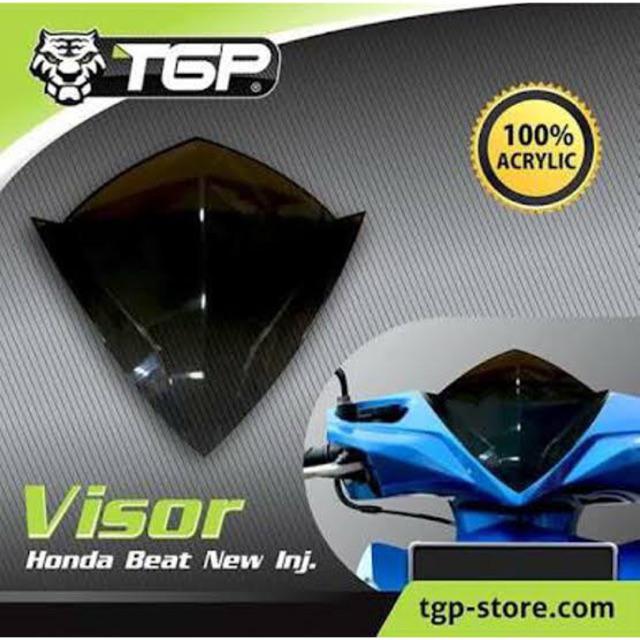 TGP
®
100%
ACRYLIC
Visor
Honda Beat New Inj.
tgp-store.com